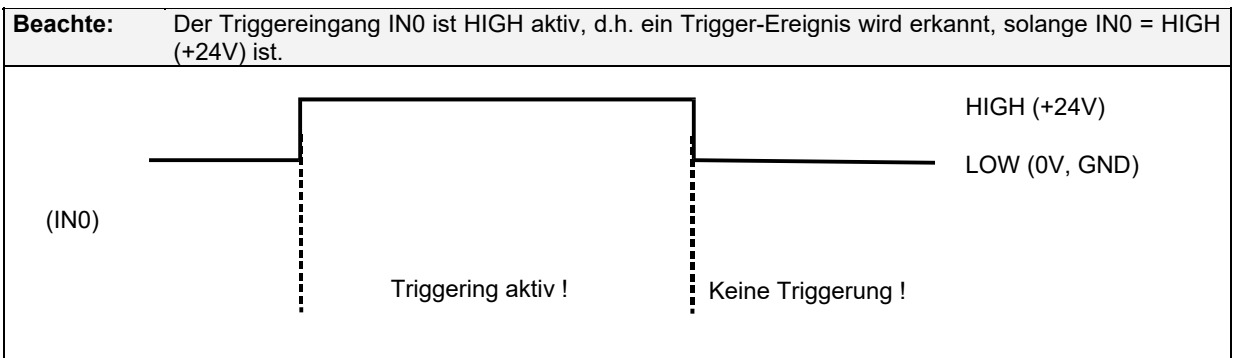 Beachte: Der Triggereingang IN0 ist HIGH aktiv, d.h. ein Trigger-Ereignis wird erkannt, solange IN0 = HIGH
(+24V) ist.
HIGH (+24V)
LOW (0V, GND)
(IN0)
Triggering aktiv !
Keine Triggerung !